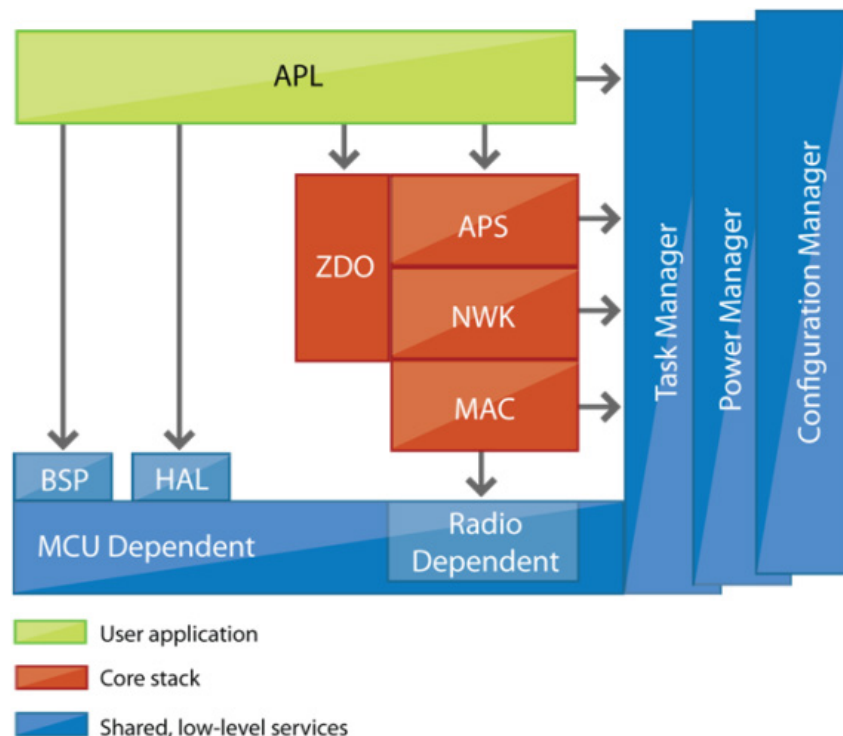 APL
ZDO
APS
NWK
MAC
BSP
HAL
MCU Dependent
Radio
Dependent
Task Manager
Power Manager
Configuration Manager
User application
Core stack
Shared, low-level services